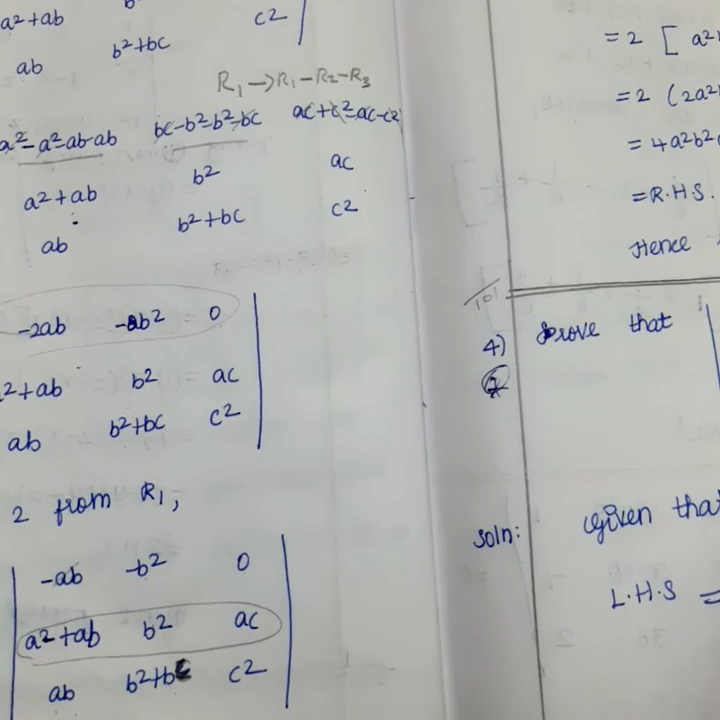 a²+ab
c2
ab b²+bc
R₁→R₁-R₂-R₃
a²-a²-ab-ab bc-b²-b²-bc ac+c²-ac-c2
a²+ab b² ac
ab b²+bc c2
-2ab -2b2 0
²+ab b² ac
ab b²+bc c2
2 from R₁,
-ab -b2 0
a²+ab b² ac
ab b²+bc c2
= 2 [ a²
= 2 (2a²
= 4a²b²
=R.H.S.
Hence
101
4) Prove that
soln: Given that
L.H.S =